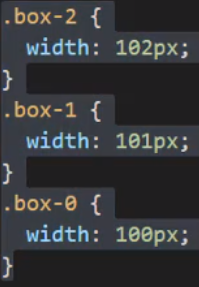 .box-2 {
  width: 102px;
}
.box-1 {
  width: 101px;
}
.box-0 {
  width: 100px;
}